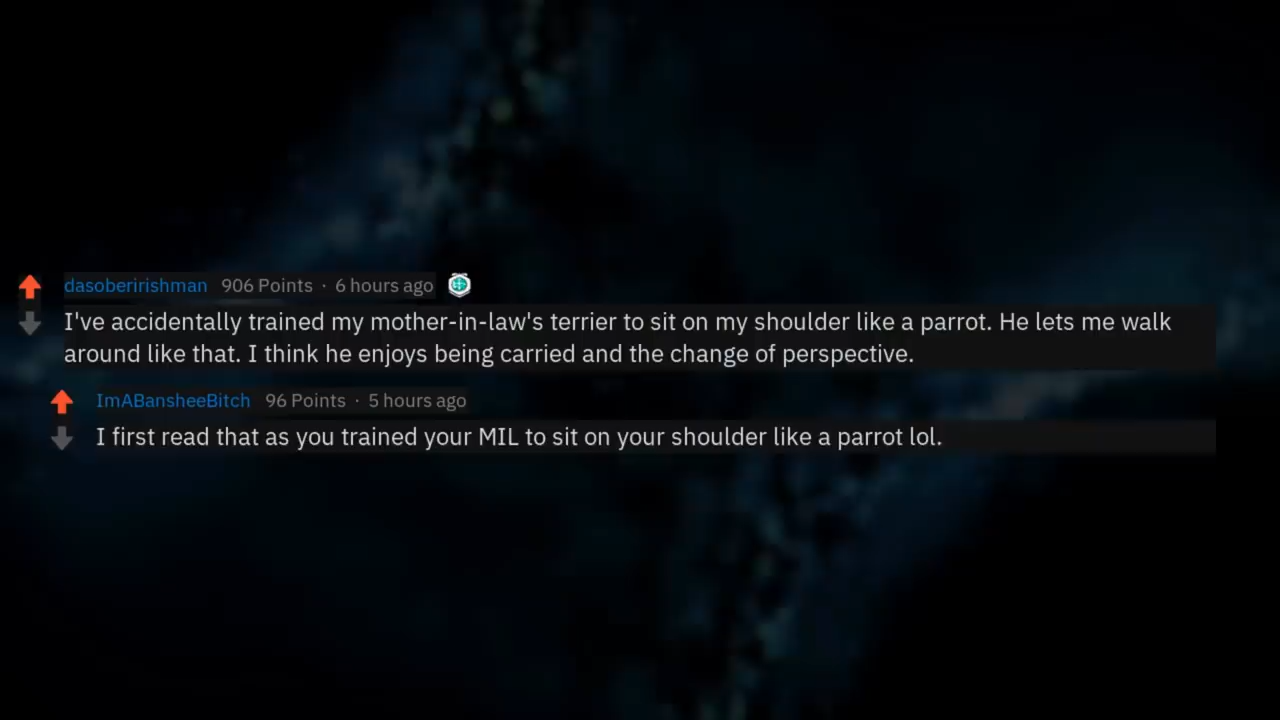 dasoberirishman 906 Points · 6 hours ago
I've accidentally trained my mother-in-law's terrier to sit on my shoulder like a parrot. He lets me walk
around like that. I think he enjoys being carried and the change of perspective.
ImABansheeBitch 96 Points · 5 hours ago
I first read that as you trained your MIL to sit on your shoulder like a parrot lol.